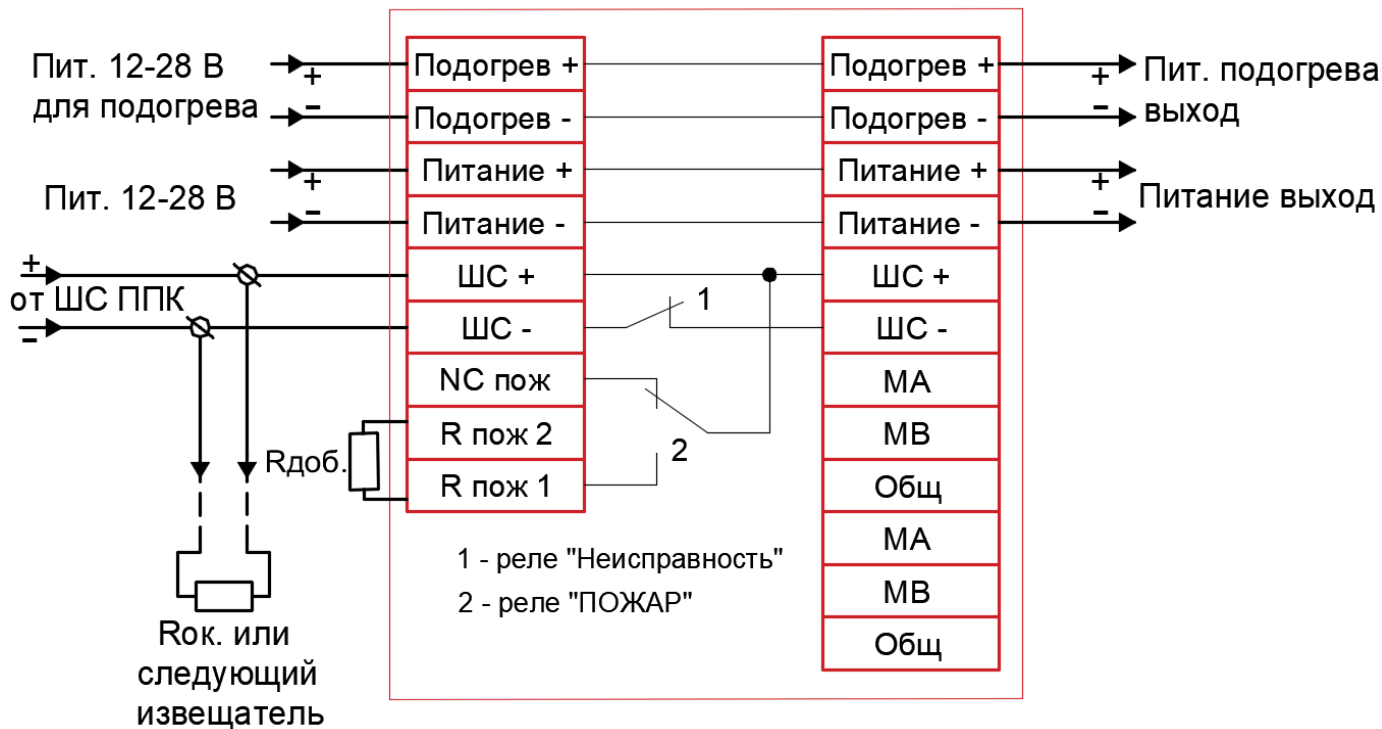 Пит. 12-28 В
для подогрева
+
-
Пит. 12-28 В
+
-
+
от ШС ППК
-
Rдоб.
Rок. или
следующий
извещатель
Подогрев +
Подогрев -
Питание +
Питание -
ШС +
ШС -
NC пож
R пож 2
R пож 1
1
2
1 - реле "Неисправность"
2 - реле "ПОЖАР"
Подогрев +
Подогрев -
Питание +
Питание -
ШС +
ШС -
МА
МВ
Общ
МА
МВ
Общ
+
-
Пит. подогрева
выход
+
-
Питание выход